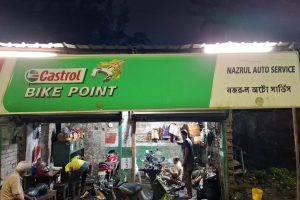 Castrol
BIKE POINT
NAZRUL AUTO SERVICE
নজরুল অটো সার্ভিস